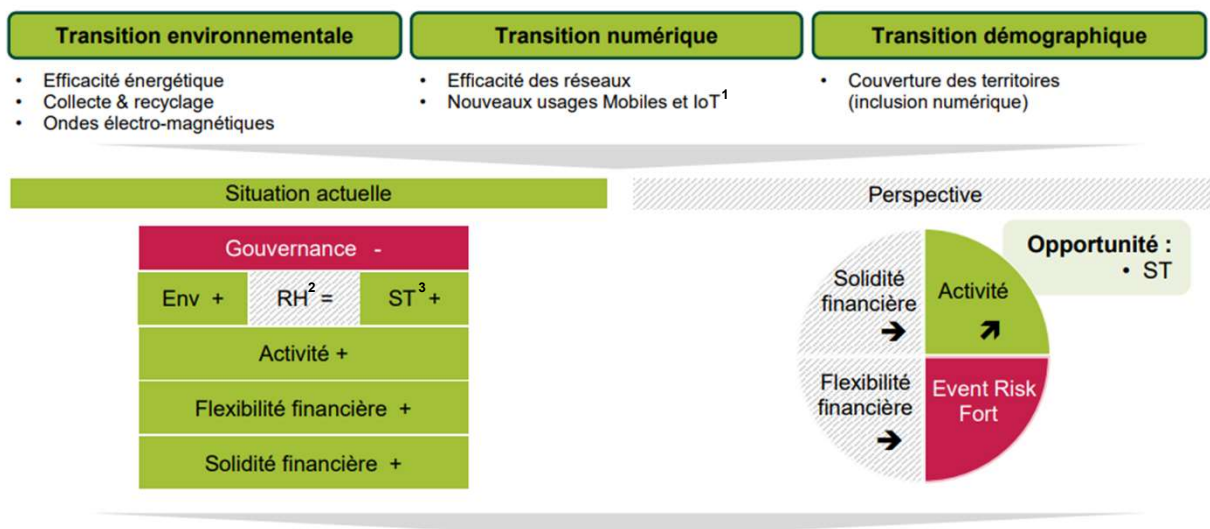 Transition environnementale
• Efficacité énergétique
• Collecte & recyclage
• Ondes électro-magnétiques
Transition numérique
• Efficacité des réseaux
• Nouveaux usages Mobiles et IoT¹
Transition démographique
• Couverture des territoires
(inclusion numérique)
Situation actuelle
Gouvernance -
Env + RH² = ST³ +
Activité +
Flexibilité financière +
Solidité financière +
Perspective
Solidité
financière
➔
Activité
↗
Flexibilité
financière
➔
Event Risk
Fort
Opportunité :
• ST